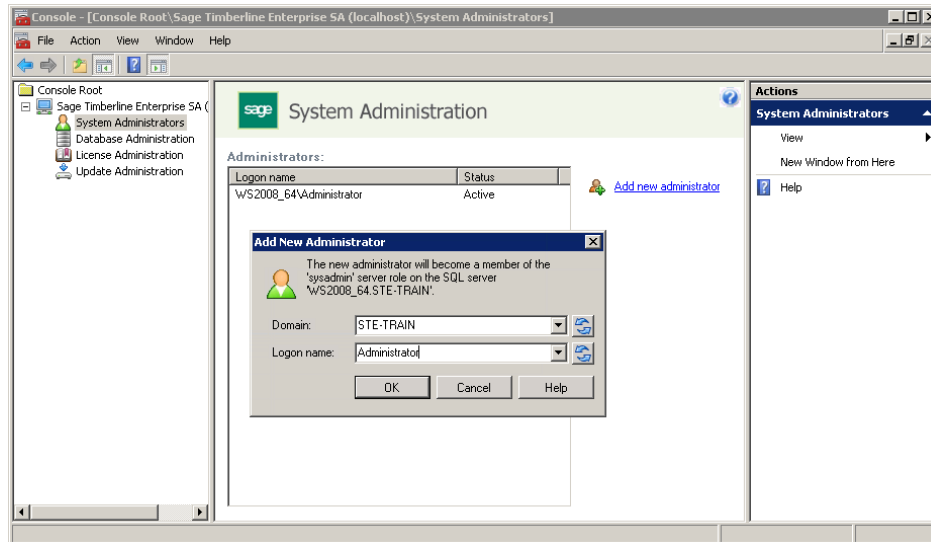 Console - [Console Root\Sage Timberline Enterprise SA (localhost)\System Administrators]
File Action View Window Help
Console Root
Sage Timberline Enterprise SA (
System Administrators
Database Administration
License Administration
Update Administration
sage System Administration
Administrators:
Logon name Status
WS2008_64\Administrator Active
Add new administrator
Add New Administrator
The new administrator will become a member of the
'sysadmin' server role on the SQL server
'WS2008_64.STE-TRAIN'.
Domain: STE-TRAIN
Logon name: Administrator
OK Cancel Help
Actions
System Administrators
View
New Window from Here
Help